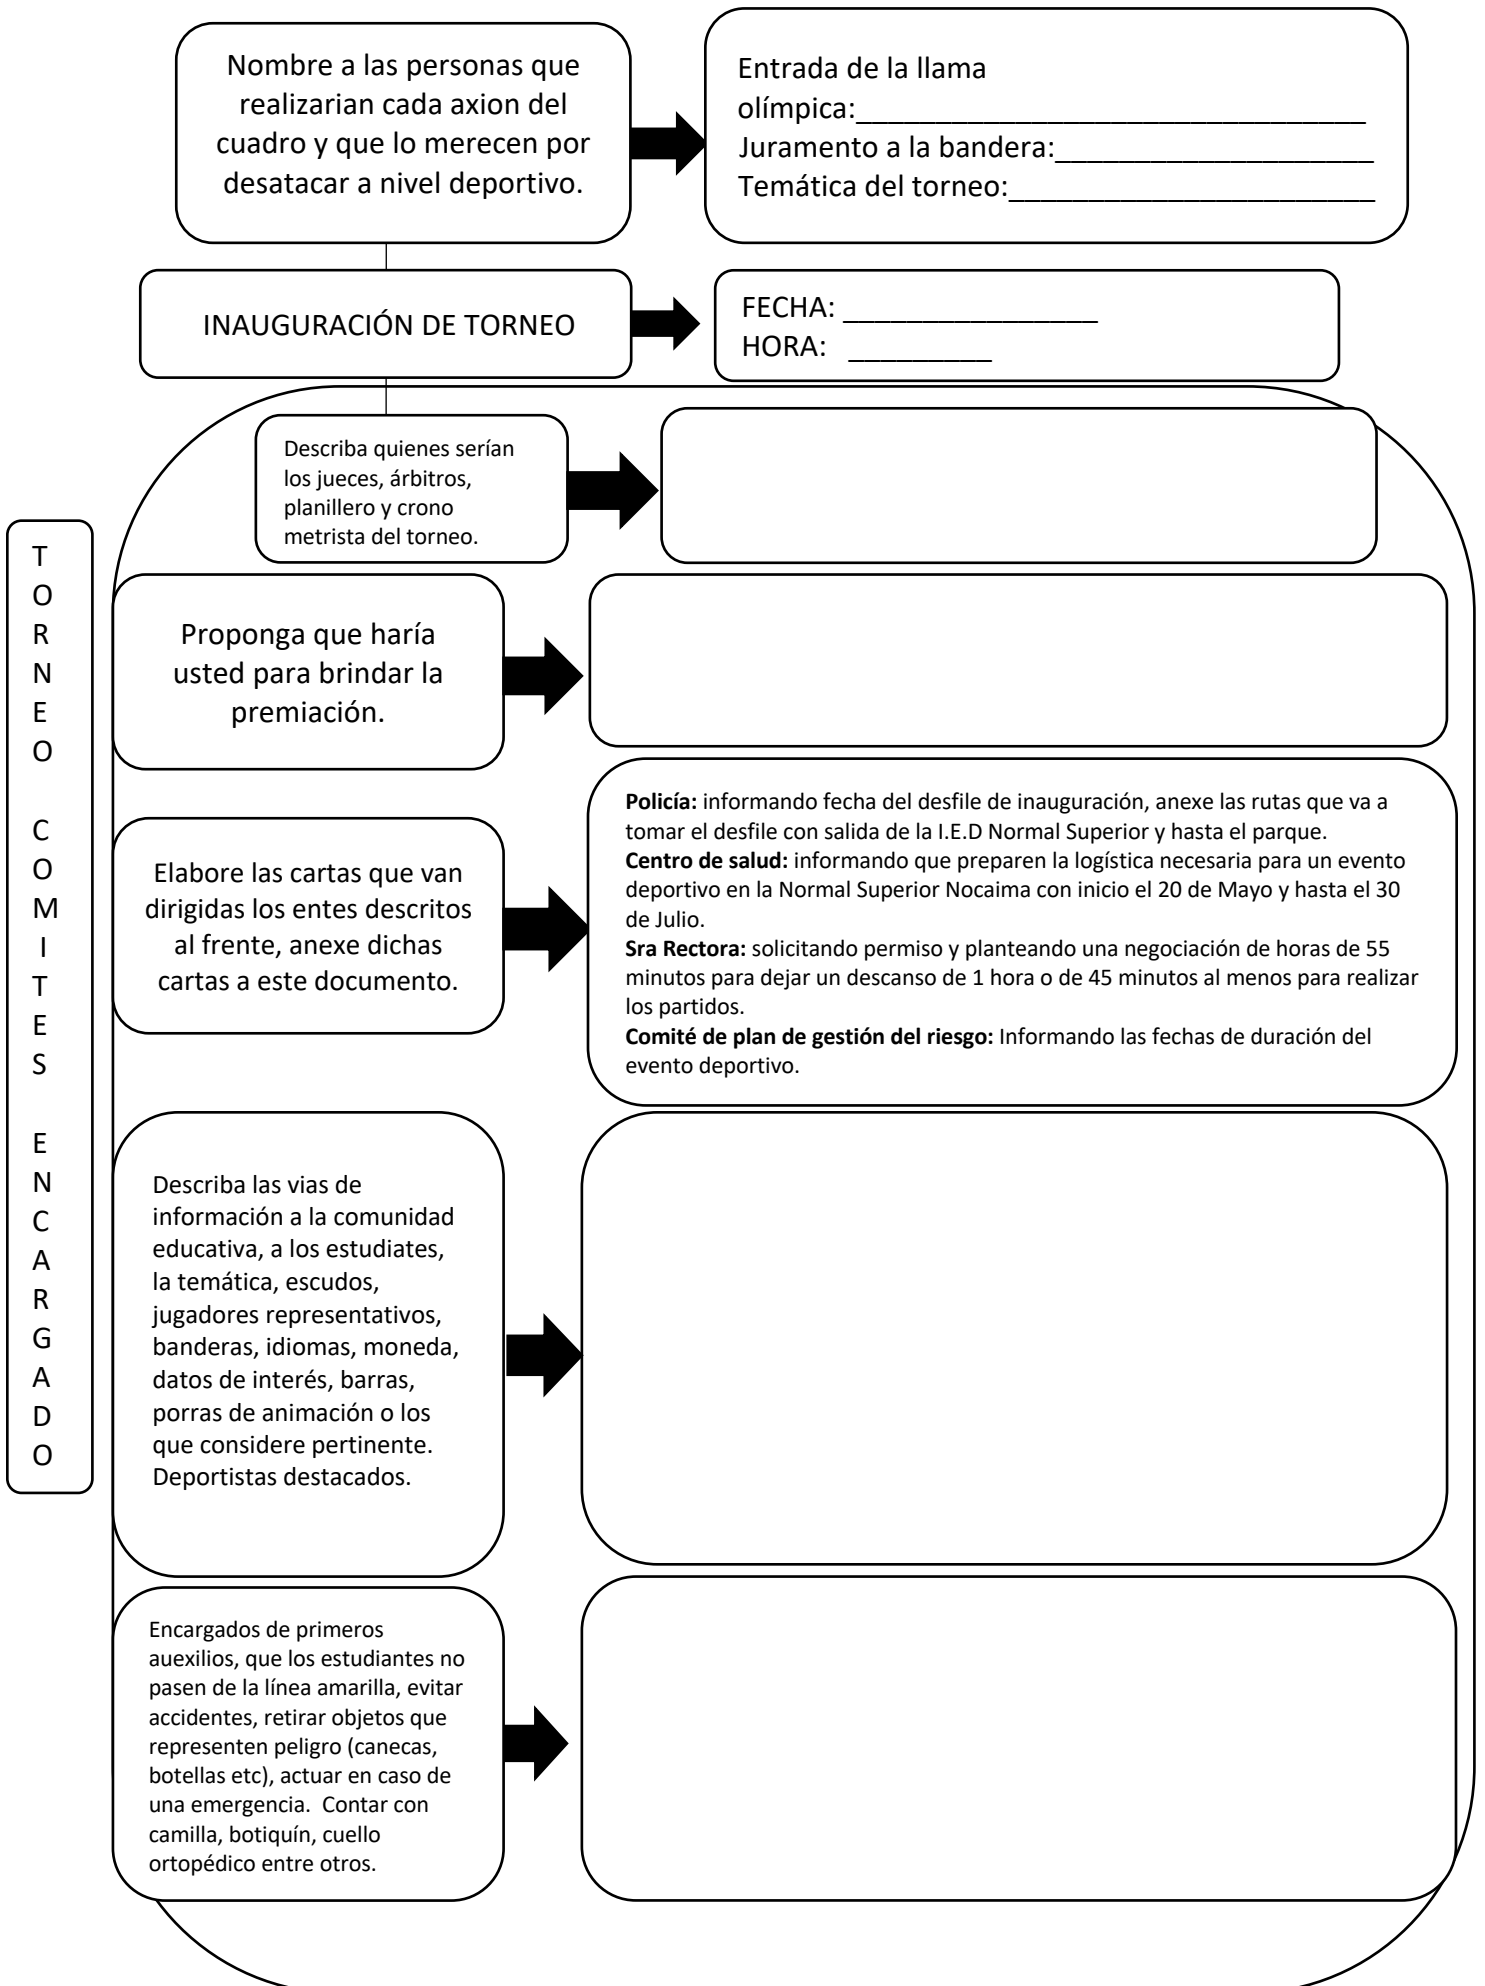 Nombre a las personas que
realizarian cada axion del
cuadro y que lo merecen por
desatacar a nivel deportivo.
Entrada de la llama
olímpica:________________________________
Juramento a la bandera:____________________
Temática del torneo:_______________________
INAUGURACIÓN DE TORNEO
FECHA: ________________
HORA: _________
Describa quienes serían
los jueces, árbitros,
planillero y crono
metrista del torneo.
T
O
R
N
E
O
C
O
M
I
T
E
S
E
N
C
A
R
G
A
D
O
Proponga que haría
usted para brindar la
premiación.
Elabore las cartas que van
dirigidas los entes descritos
al frente, anexe dichas
cartas a este documento.
Policía: informando fecha del desfile de inauguración, anexe las rutas que va a
tomar el desfile con salida de la I.E.D Normal Superior y hasta el parque.
Centro de salud: informando que preparen la logística necesaria para un evento
deportivo en la Normal Superior Nocaima con inicio el 20 de Mayo y hasta el 30
de Julio.
Sra Rectora: solicitando permiso y planteando una negociación de horas de 55
minutos para dejar un descanso de 1 hora o de 45 minutos al menos para realizar
los partidos.
Comité de plan de gestión del riesgo: Informando las fechas de duración del
evento deportivo.
Describa las vias de
información a la comunidad
educativa, a los estudiates,
la temática, escudos,
jugadores representativos,
banderas, idiomas, moneda,
datos de interés, barras,
porras de animación o los
que considere pertinente.
Deportistas destacados.
Encargados de primeros
auexilios, que los estudiantes no
pasen de la línea amarilla, evitar
accidentes, retirar objetos que
representen peligro (canecas,
botellas etc), actuar en caso de
una emergencia.  Contar con
camilla, botiquín, cuello
ortopédico entre otros.